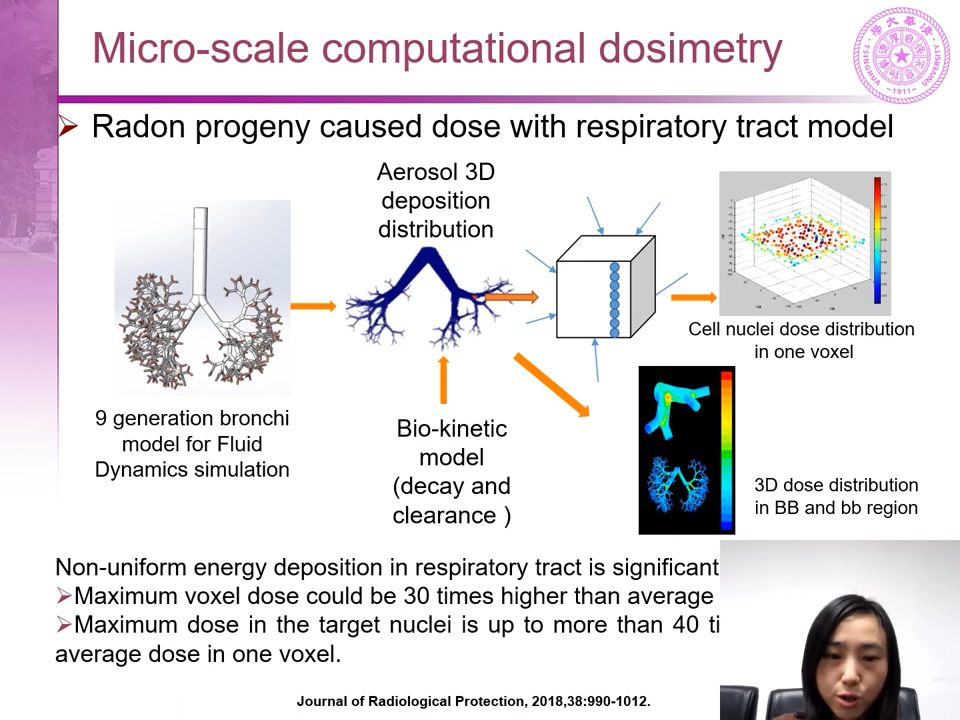 Micro-scale computational dosimetry
TSINGHUA UNIVERSITY
~1911~
➢ Radon progeny caused dose with respiratory tract model
Aerosol 3D
deposition
distribution
Cell nuclei dose distribution
in one voxel
9 generation bronchi
model for Fluid
Dynamics simulation
Bio-kinetic
model
(decay and
clearance )
3D dose distribution
in BB and bb region
Non-uniform energy deposition in respiratory tract is significant
➢Maximum voxel dose could be 30 times higher than average
➢Maximum dose in the target nuclei is up to more than 40 ti
average dose in one voxel.
Journal of Radiological Protection, 2018,38:990-1012.